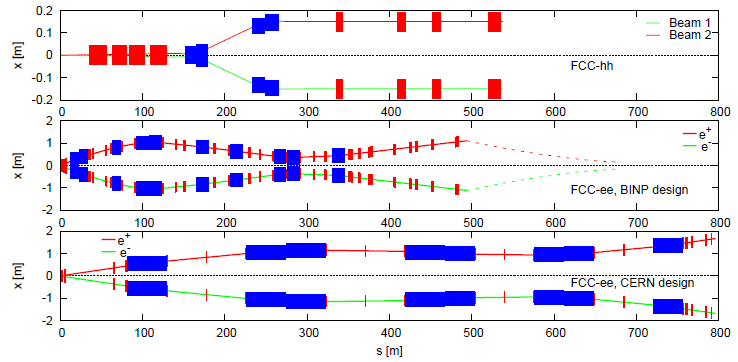 0.2
0.1
0
-0.1
-0.2
x [m]
Beam 1
Beam 2
FCC-hh
0 100 200 300 400 500 600 700 800
2
1
0
-1
-2
x [m]
e+
e-
FCC-ee, BINP design
0 100 200 300 400 500 600 700 800
2
1
0
-1
-2
x [m]
e+
e-
FCC-ee, CERN design
0 100 200 300 400 500 600 700 800
s [m]